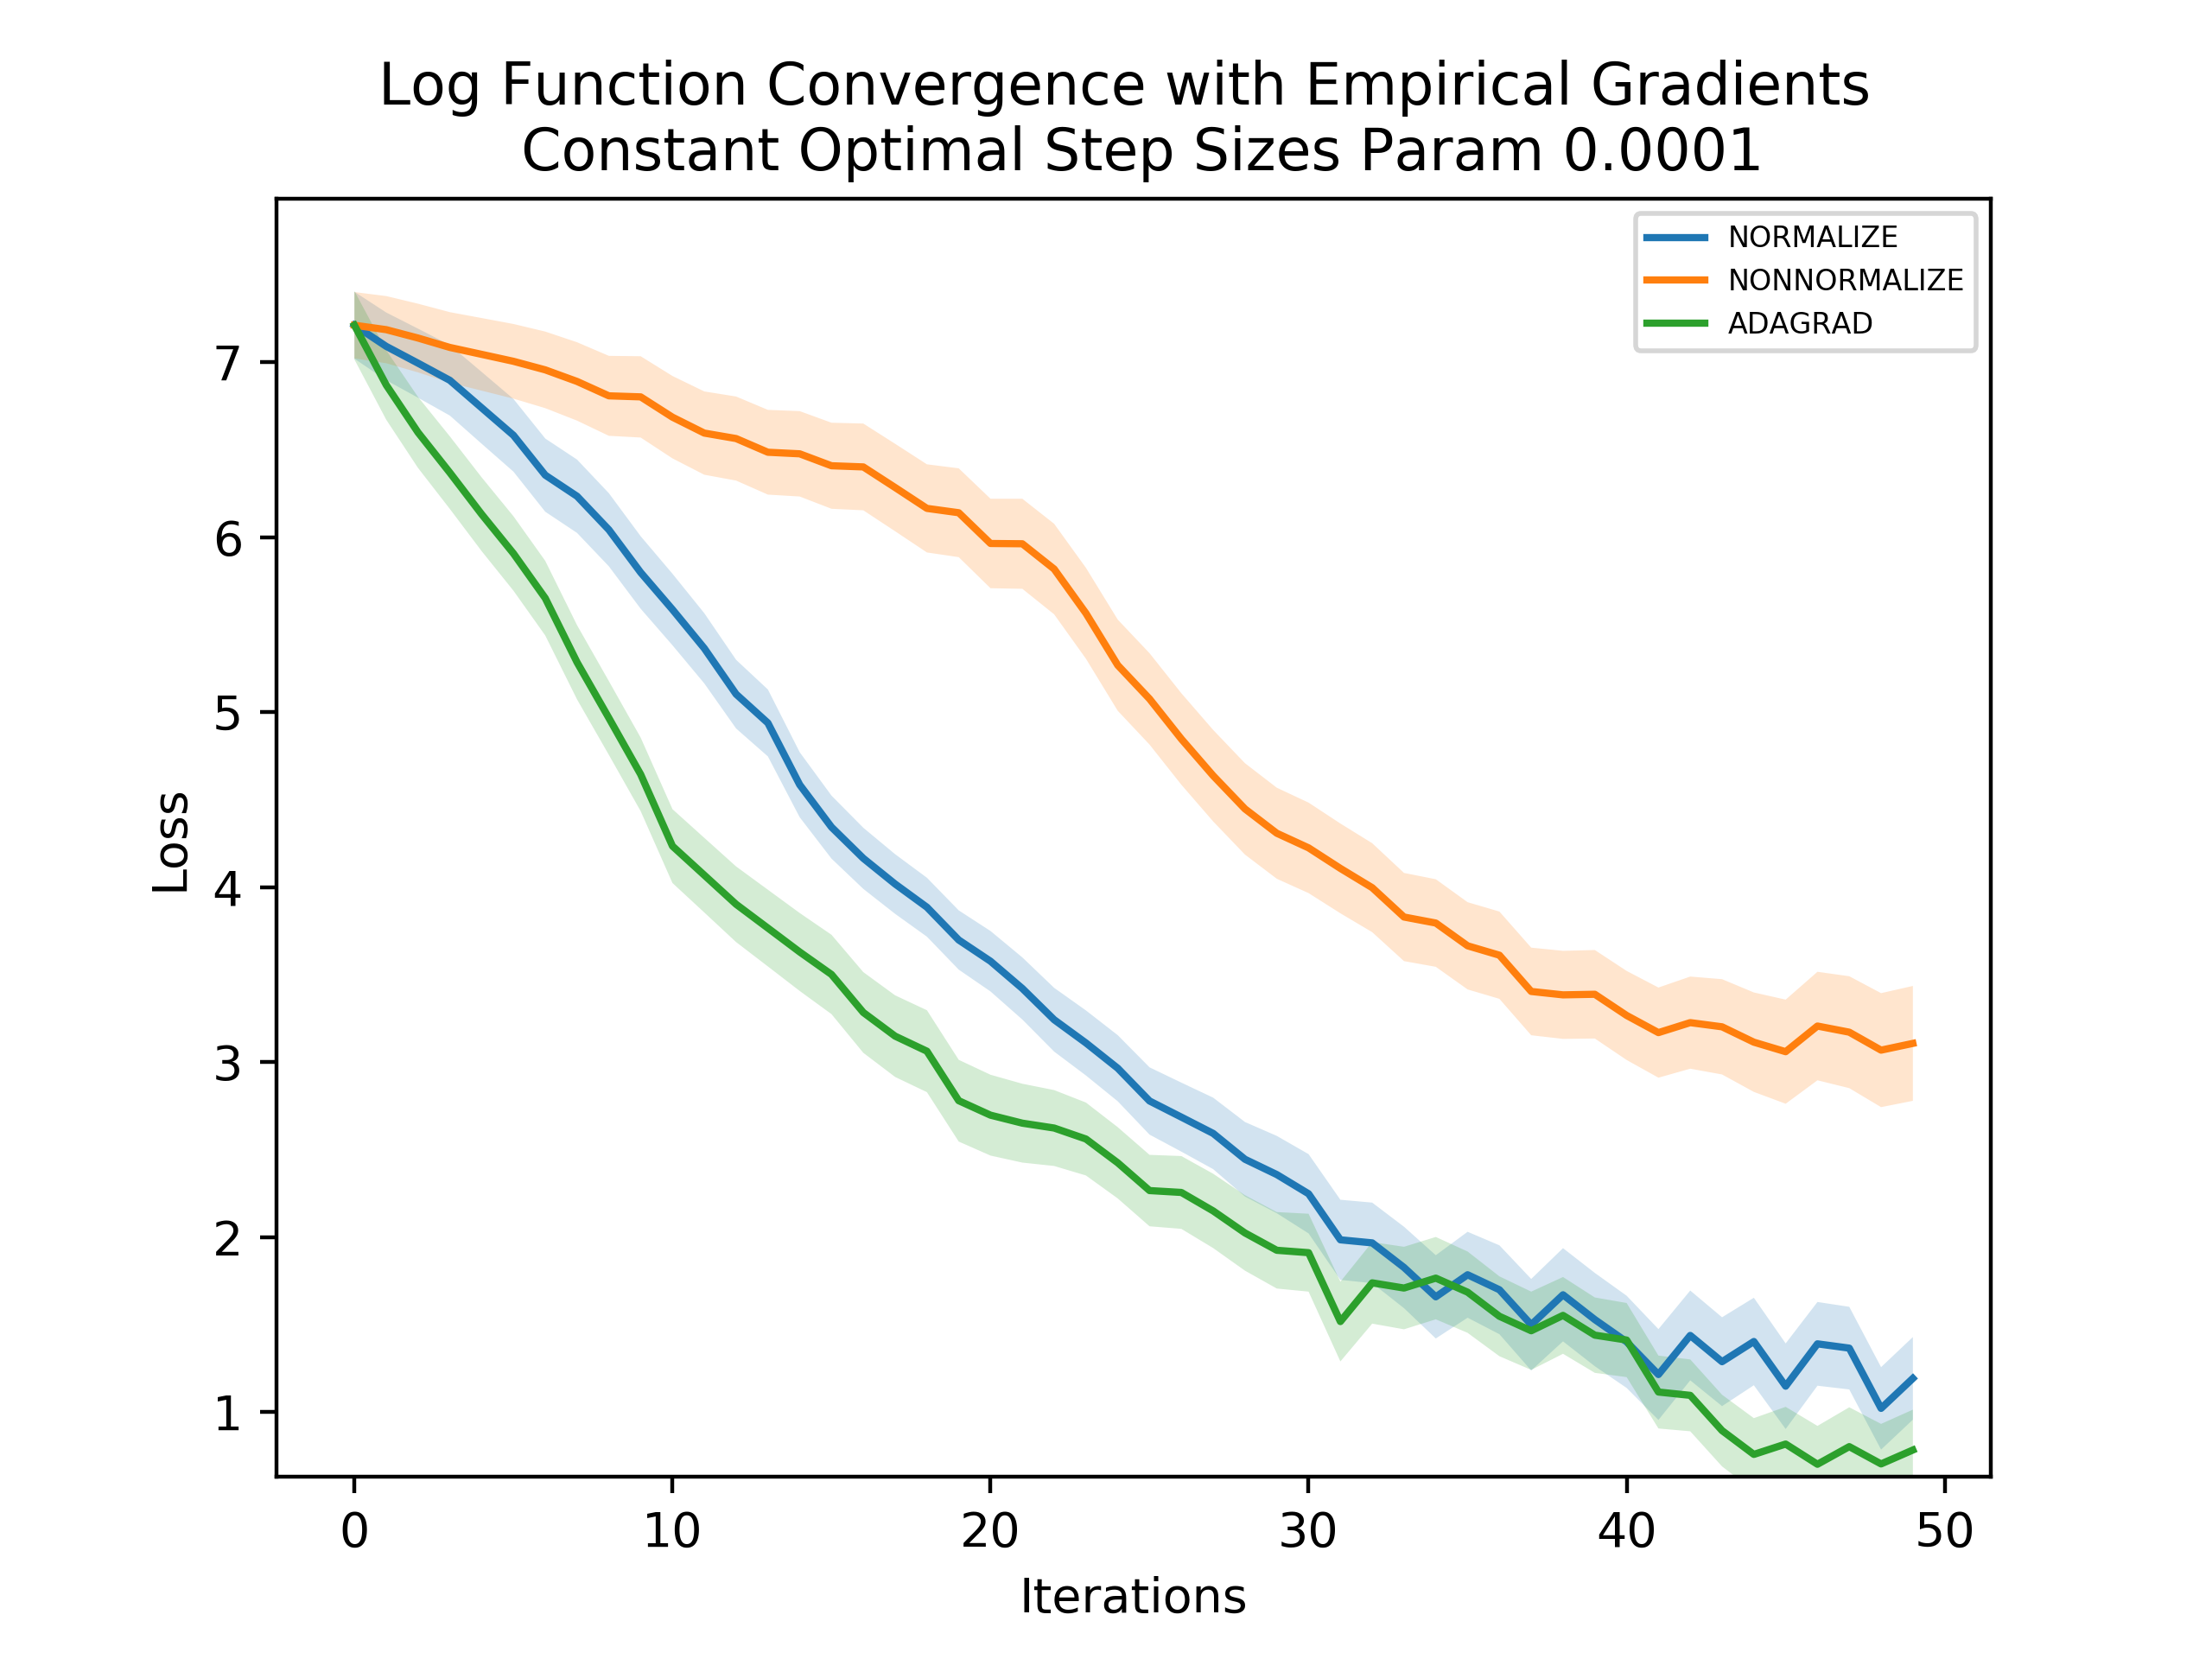 Log Function Convergence with Empirical Gradients
Constant Optimal Step Sizes Param 0.0001
NORMALIZE
NONNORMALIZE
ADAGRAD
7
6
5
4
3
2
1
Loss
0 10 20 30 40 50
Iterations